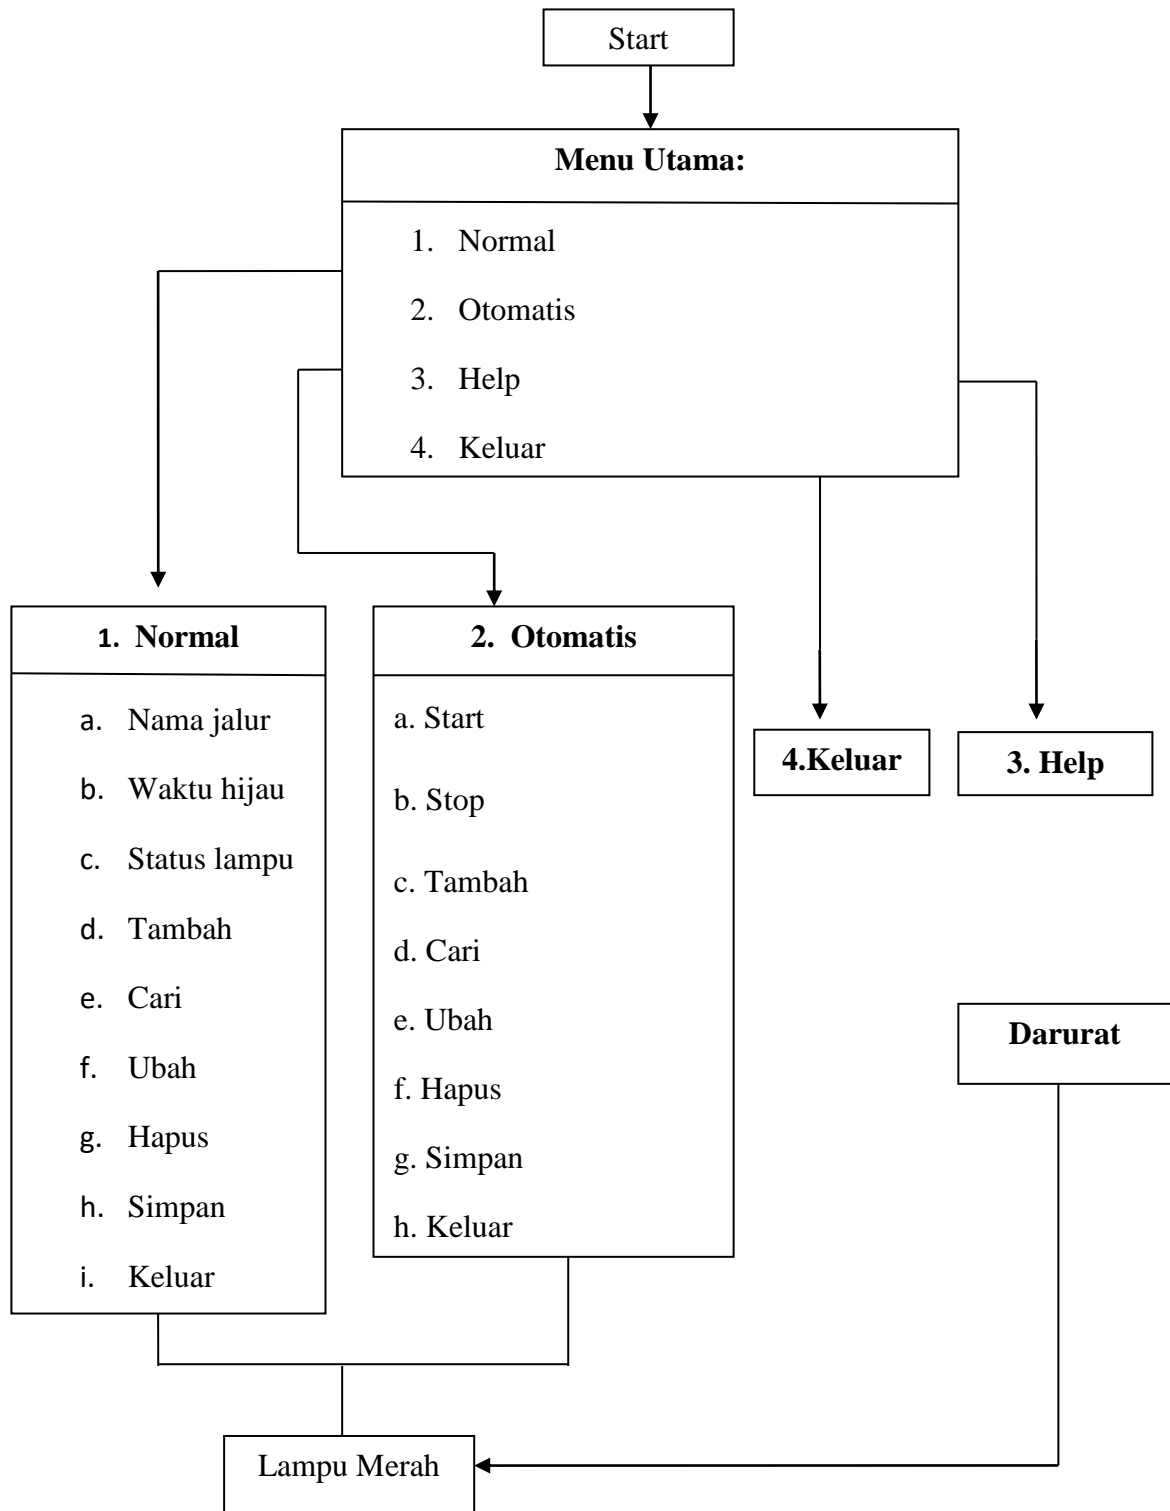 Start
Menu Utama:
1. Normal
2. Otomatis
3. Help
4. Keluar
1. Normal
a. Nama jalur
b. Waktu hijau
c. Status lampu
d. Tambah
e. Cari
f. Ubah
g. Hapus
h. Simpan
i. Keluar
2. Otomatis
a. Start
b. Stop
c. Tambah
d. Cari
e. Ubah
f. Hapus
g. Simpan
h. Keluar
4.Keluar
3. Help
Darurat
Lampu Merah